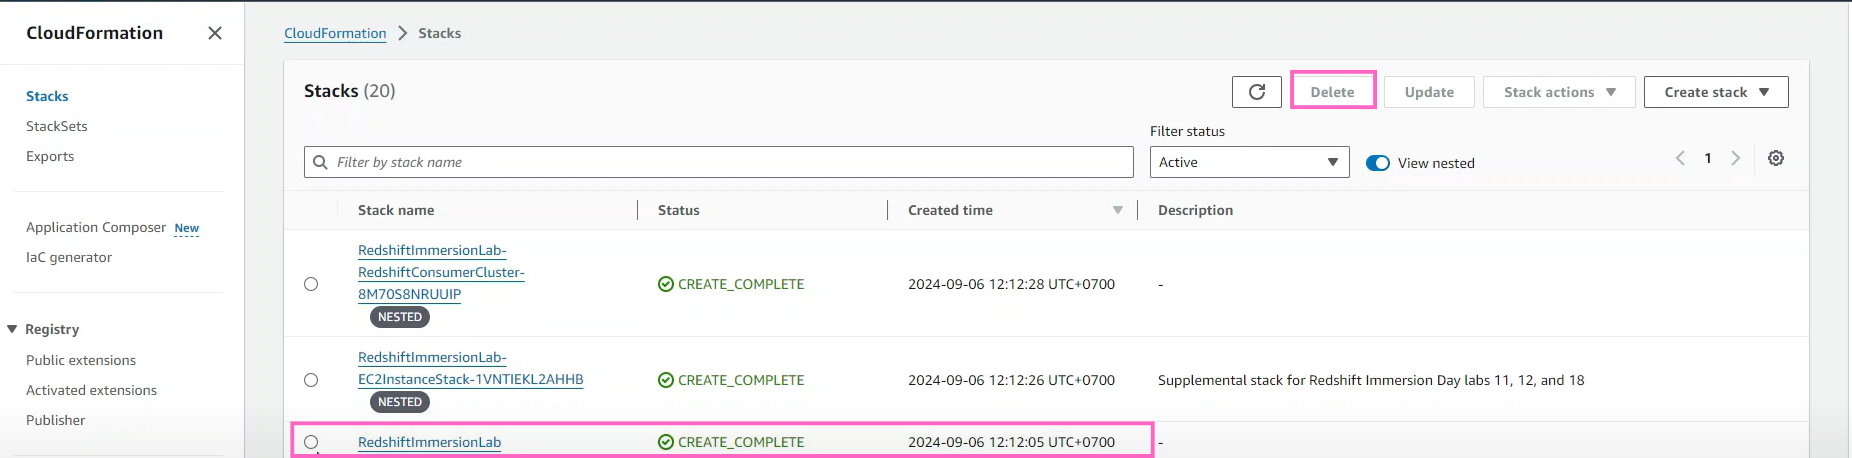 CloudFormation
Stacks
StackSets
Exports
Application Composer New
IaC generator
Registry
Public extensions
Activated extensions
Publisher
CloudFormation > Stacks
Stacks (20)
Delete
Update
Stack actions
Create stack
Filter status
Filter by stack name
Active
View nested
1
Stack name
Status
Created time
Description
RedshiftImmersionLab-
RedshiftConsumerCluster-
8M70S8NRUUIP
NESTED
CREATE_COMPLETE
2024-09-06 12:12:28 UTC+0700
-
RedshiftImmersionLab-
EC2InstanceStack-1VNTIEKL2AHHB
NESTED
CREATE_COMPLETE
2024-09-06 12:12:26 UTC+0700
Supplemental stack for Redshift Immersion Day labs 11, 12, and 18
RedshiftImmersionLab
CREATE_COMPLETE
2024-09-06 12:12:05 UTC+0700
-